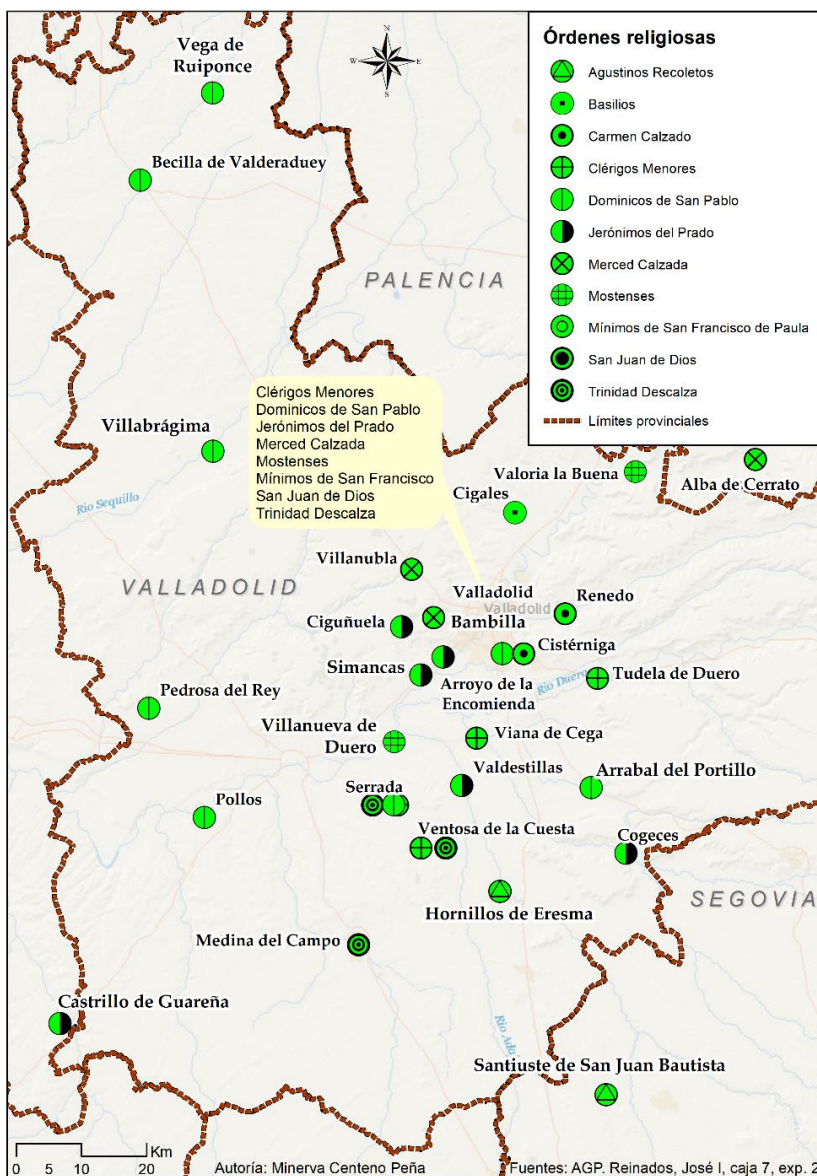 Órdenes religiosas
Agustinos Recoletos
Basilios
Carmen Calzado
Clérigos Menores
Dominicos de San Pablo
Jerónimos del Prado
Merced Calzada
Mostenses
Mínimos de San Francisco de Paula
San Juan de Dios
Trinidad Descalza
Límites provinciales
N
W
E
S
Vega de
Ruiponce
Becilla de Valderaduey
PALENCIA
Clérigos Menores
Dominicos de San Pablo
Jerónimos del Prado
Merced Calzada
Mostenses
Mínimos de San Francisco
San Juan de Dios
Trinidad Descalza
Villabrágima
Valoria la Buena
Alba de Cerrato
Cigales
Río Sequillo
Villanubla
VALLADOLID
Valladolid
Valladolid
Renedo
Ciguñuela
Bambilla
Cistérniga
Simancas
Arroyo de la
Encomienda
Río Duero
Tudela de Duero
Pedrosa del Rey
Villanueva de
Duero
Viana de Cega
Valdestillas
Arrabal del Portillo
Serrada
Pollos
Ventosa de la Cuesta
Cogeces
SEGOVIA
Hornillos de Eresma
Medina del Campo
Castrillo de Guareña
Río Ada
Santiuste de San Juan Bautista
Km
0 5 10 20
Autoría: Minerva Centeno Peña
Fuentes: AGP. Reinados, José I, caja 7, exp. 2